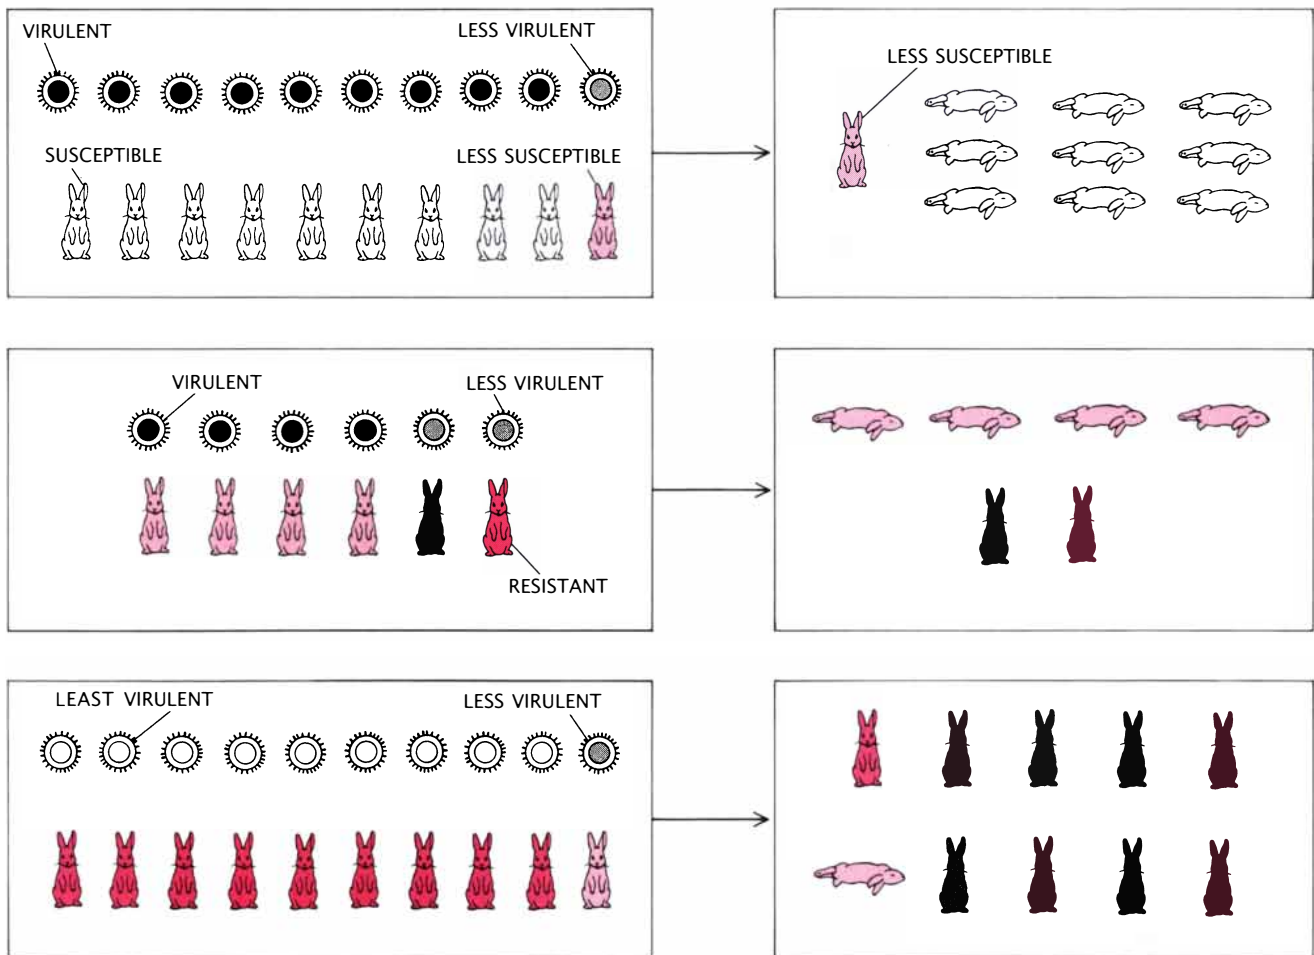 VIRULENT
LESS VIRULENT
SUSCEPTIBLE
LESS SUSCEPTIBLE
LESS SUSCEPTIBLE
VIRULENT
LESS VIRULENT
RESISTANT
LEAST VIRULENT
LESS VIRULENT